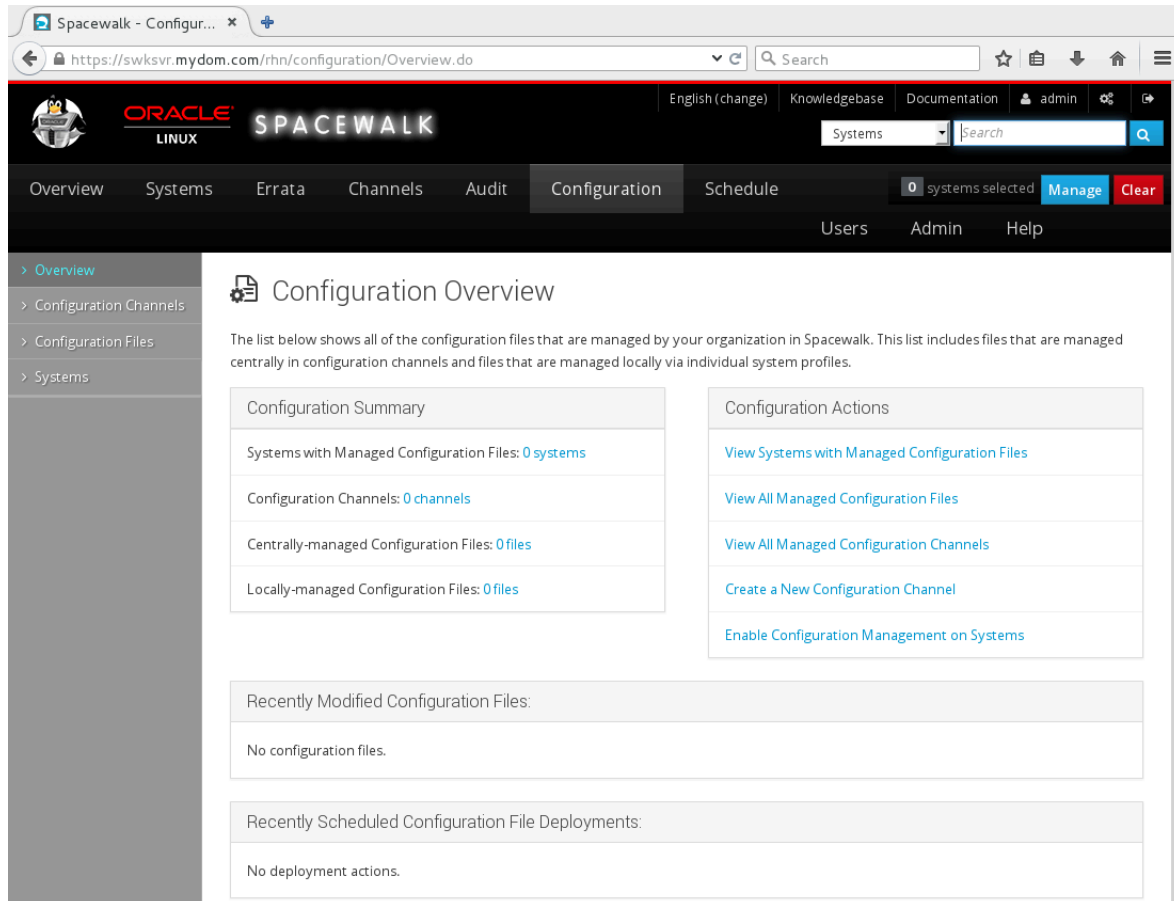 Spacewalk - Configur...
https://swksvr.mydom.com/rhn/configuration/Overview.do
Search
ORACLE
LINUX
SPACEWALK
English (change) Knowledgebase Documentation admin
Systems Search
Overview Systems Errata Channels Audit Configuration Schedule
0 systems selected Manage Clear
Users Admin Help
Overview
Configuration Channels
Configuration Files
Systems
Configuration Overview
The list below shows all of the configuration files that are managed by your organization in Spacewalk. This list includes files that are managed
centrally in configuration channels and files that are managed locally via individual system profiles.
Configuration Summary
Systems with Managed Configuration Files: 0 systems
Configuration Channels: 0 channels
Centrally-managed Configuration Files: 0 files
Locally-managed Configuration Files: 0 files
Configuration Actions
View Systems with Managed Configuration Files
View All Managed Configuration Files
View All Managed Configuration Channels
Create a New Configuration Channel
Enable Configuration Management on Systems
Recently Modified Configuration Files:
No configuration files.
Recently Scheduled Configuration File Deployments:
No deployment actions.